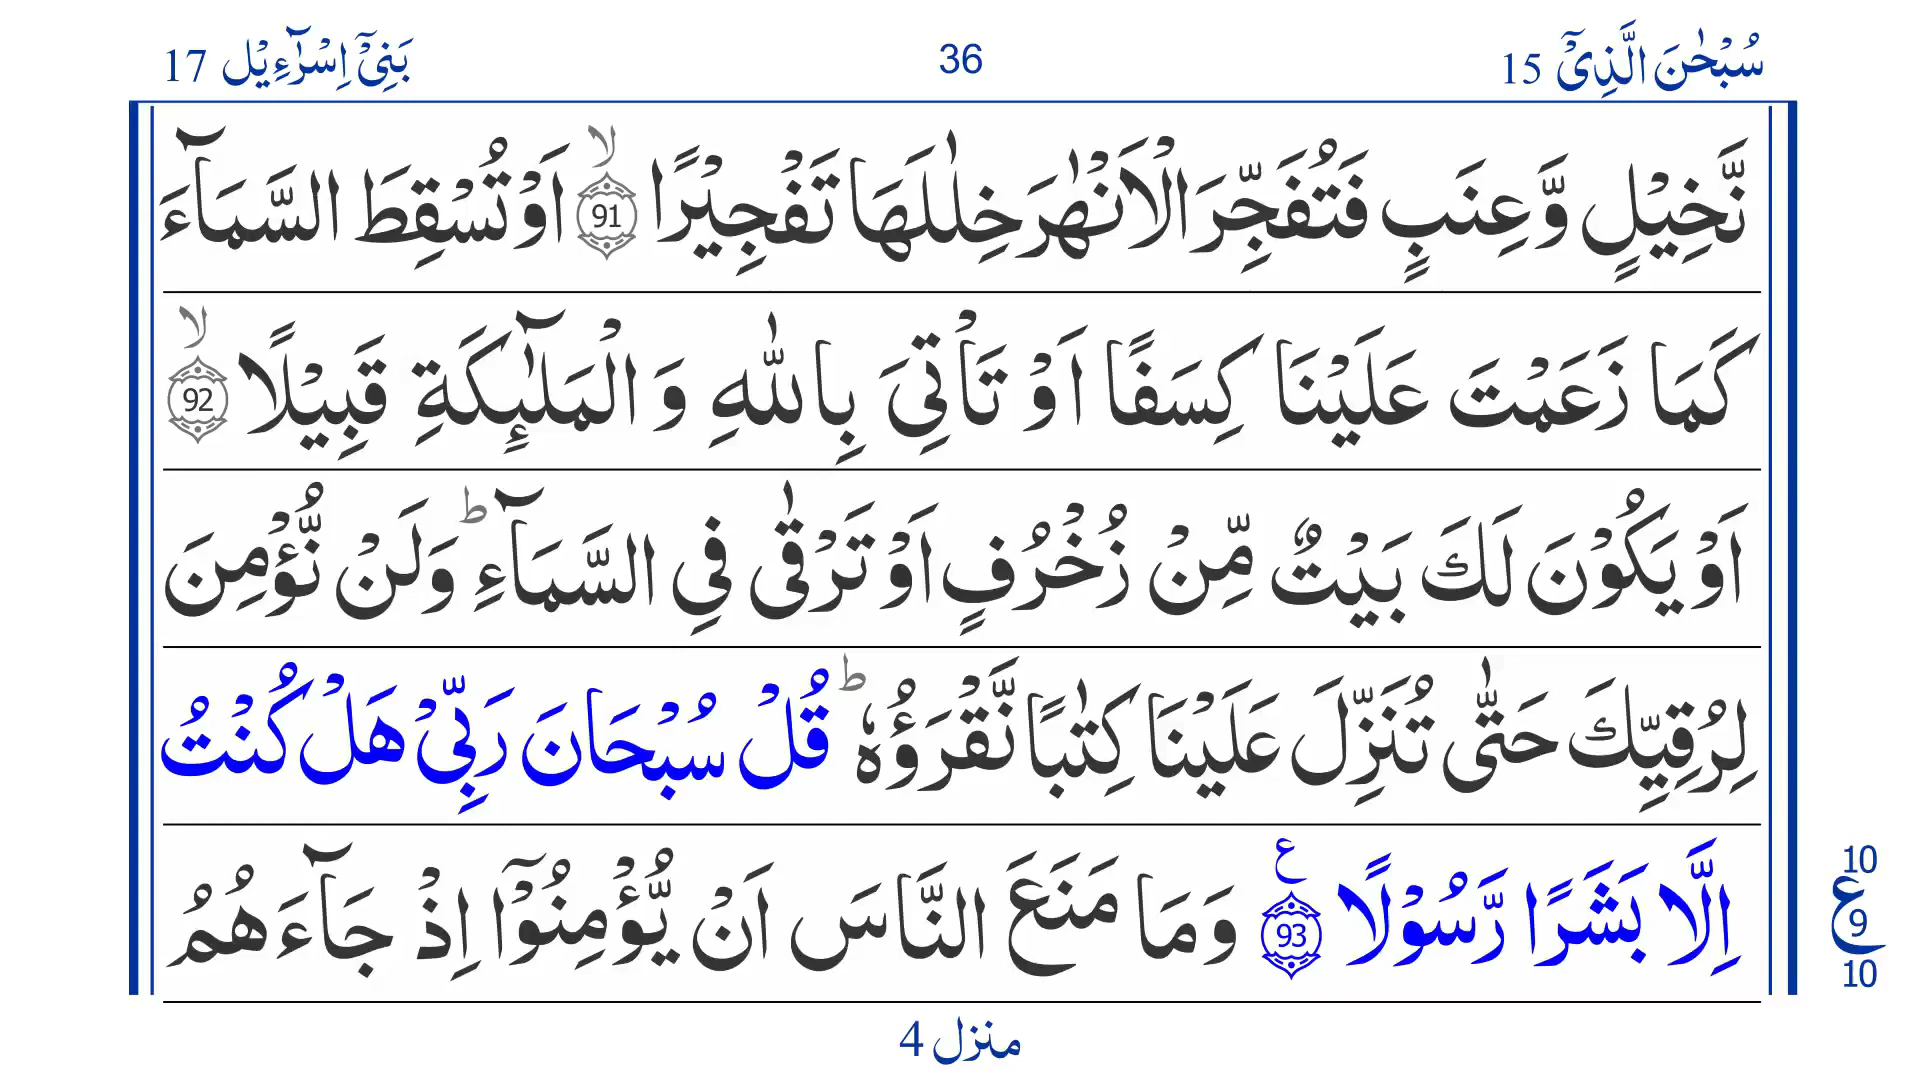 سُبْحٰنَ الَّذِیْۤ 15
36
بَنِیْۤ اِسْرَآءِیْل 17
نَّخِیْلٍ وَّعِنَبٍ فَتُفَجِّرَ الْاَنْهٰرَ خِلٰلَهَا تَفْجِیْرًا ۙ 91 اَوْ تُسْقِطَ السَّمَآءَ
كَمَا زَعَمْتَ عَلَیْنَا كِسَفًا اَوْ تَاْتِیَ بِاللّٰهِ وَ الْمَلٰٓىِٕكَةِ قَبِیْلًا ۙ 92
اَوْ یَكُوْنَ لَكَ بَیْتٌ مِّنْ زُخْرُفٍ اَوْ تَرْقٰى فِی السَّمَآءِ ؕ وَلَنْ نُّؤْمِنَ
لِرُقِیِّكَ حَتّٰى تُنَزِّلَ عَلَیْنَا كِتٰبًا نَّقْرَؤُهٗ ؕ قُلْ سُبْحَانَ رَبِّیْ هَلْ كُنْتُ
اِلَّا بَشَرًا رَّسُوْلًا ع 93 وَمَا مَنَعَ النَّاسَ اَنْ یُّؤْمِنُوْۤا اِذْ جَآءَهُمُ
10
ع 9
10
منزل 4